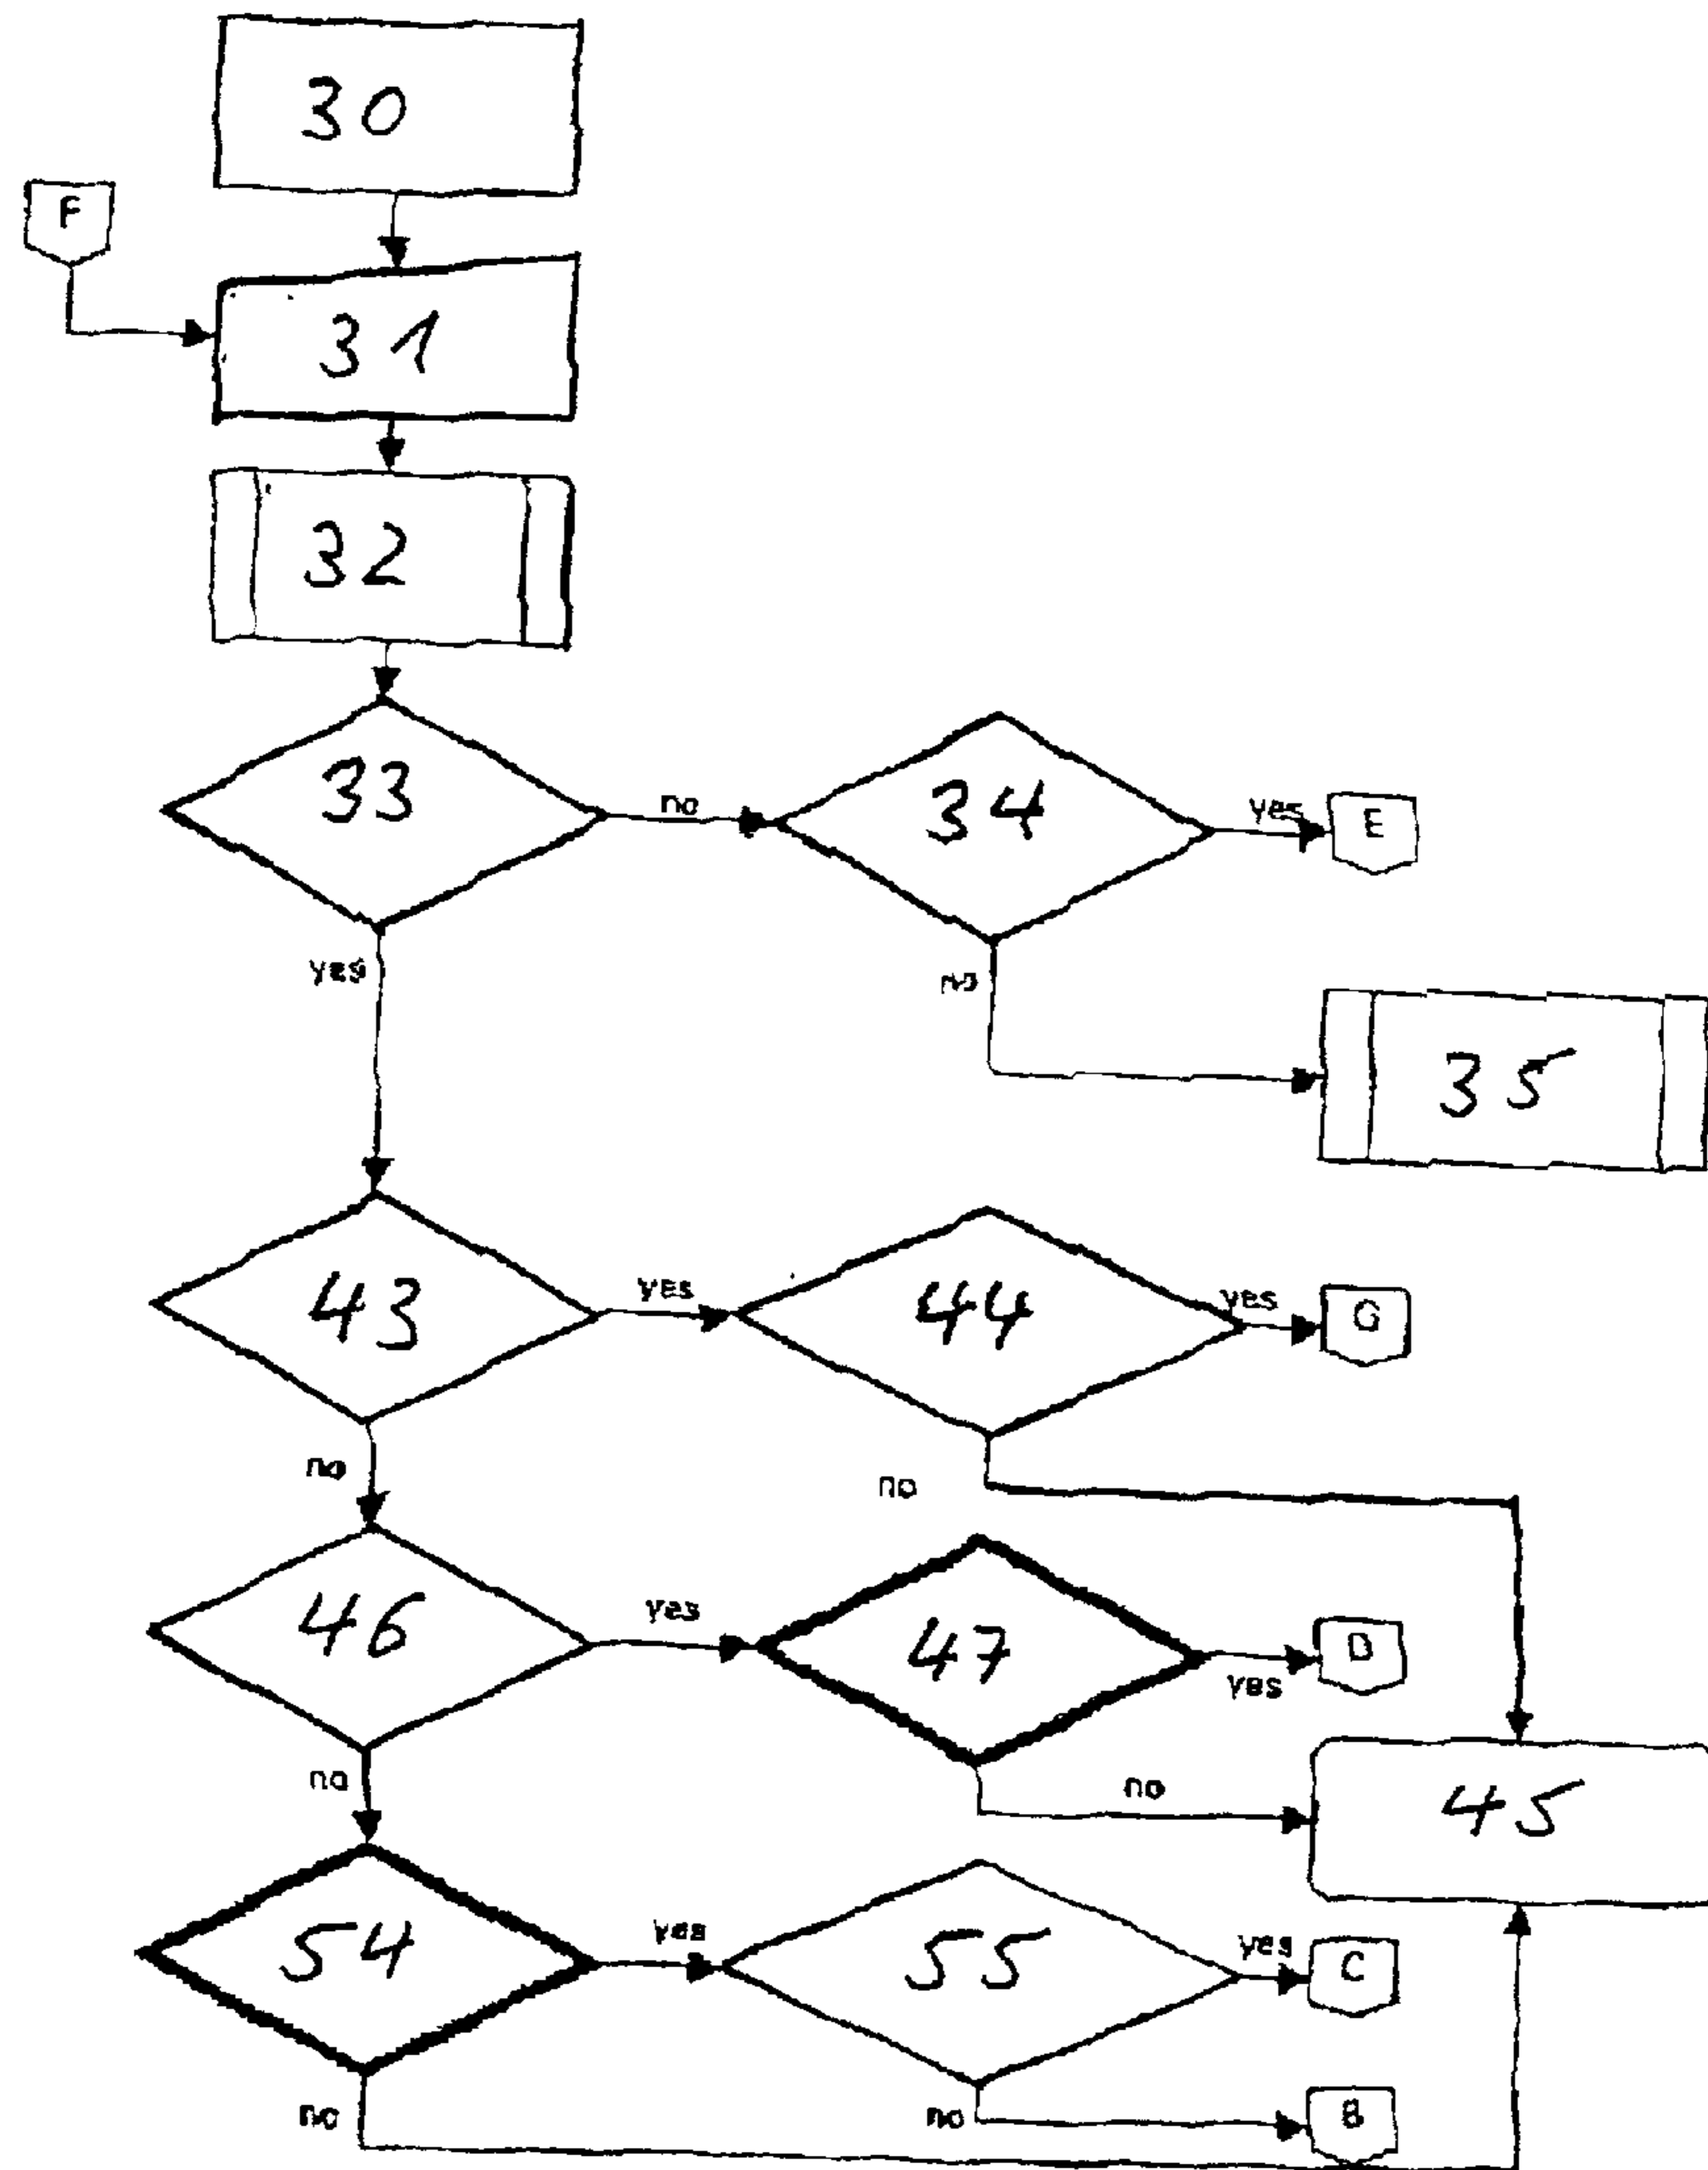 30
F
31
32
33
no
34
yes
E
yes
no
35
43
yes
44
yes
G
no
no
46
yes
47
yes
D
no
no
45
54
yes
55
yes
C
no
no
B